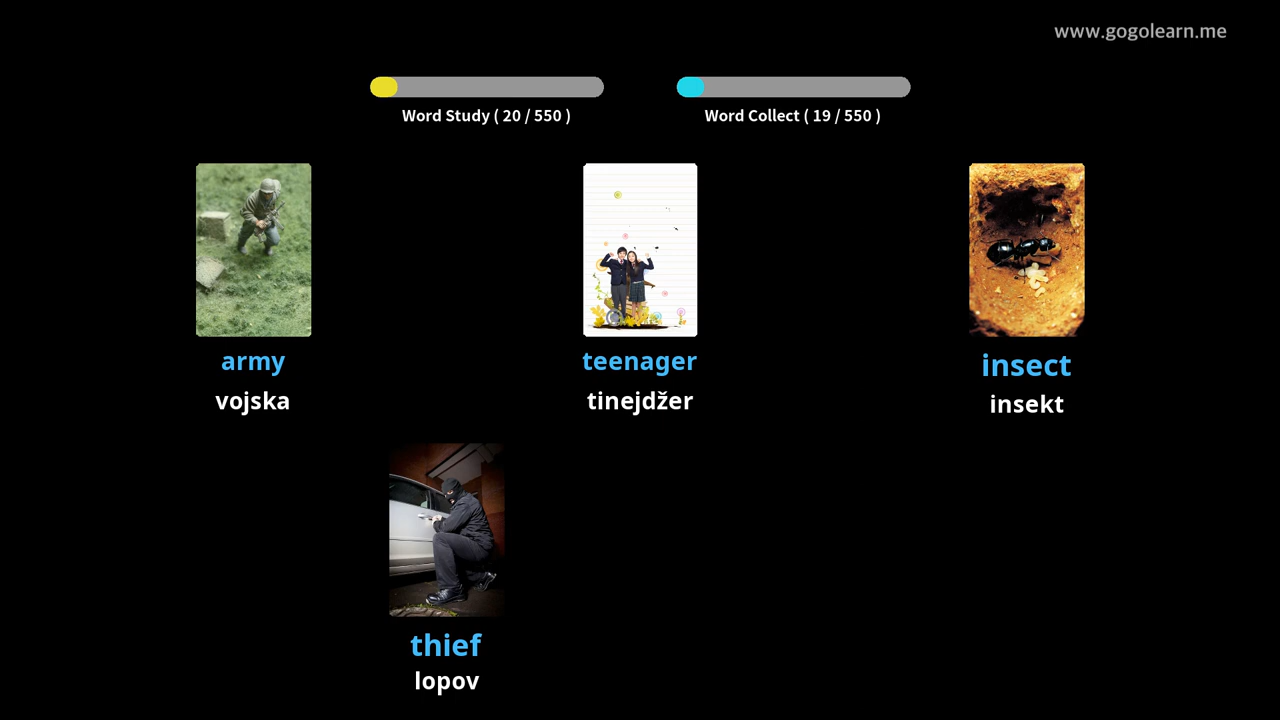 www.gogolearn.me
Word Study ( 20 / 550 )
Word Collect ( 19 / 550 )
army
vojska
teenager
tinejdžer
insect
insekt
thief
lopov